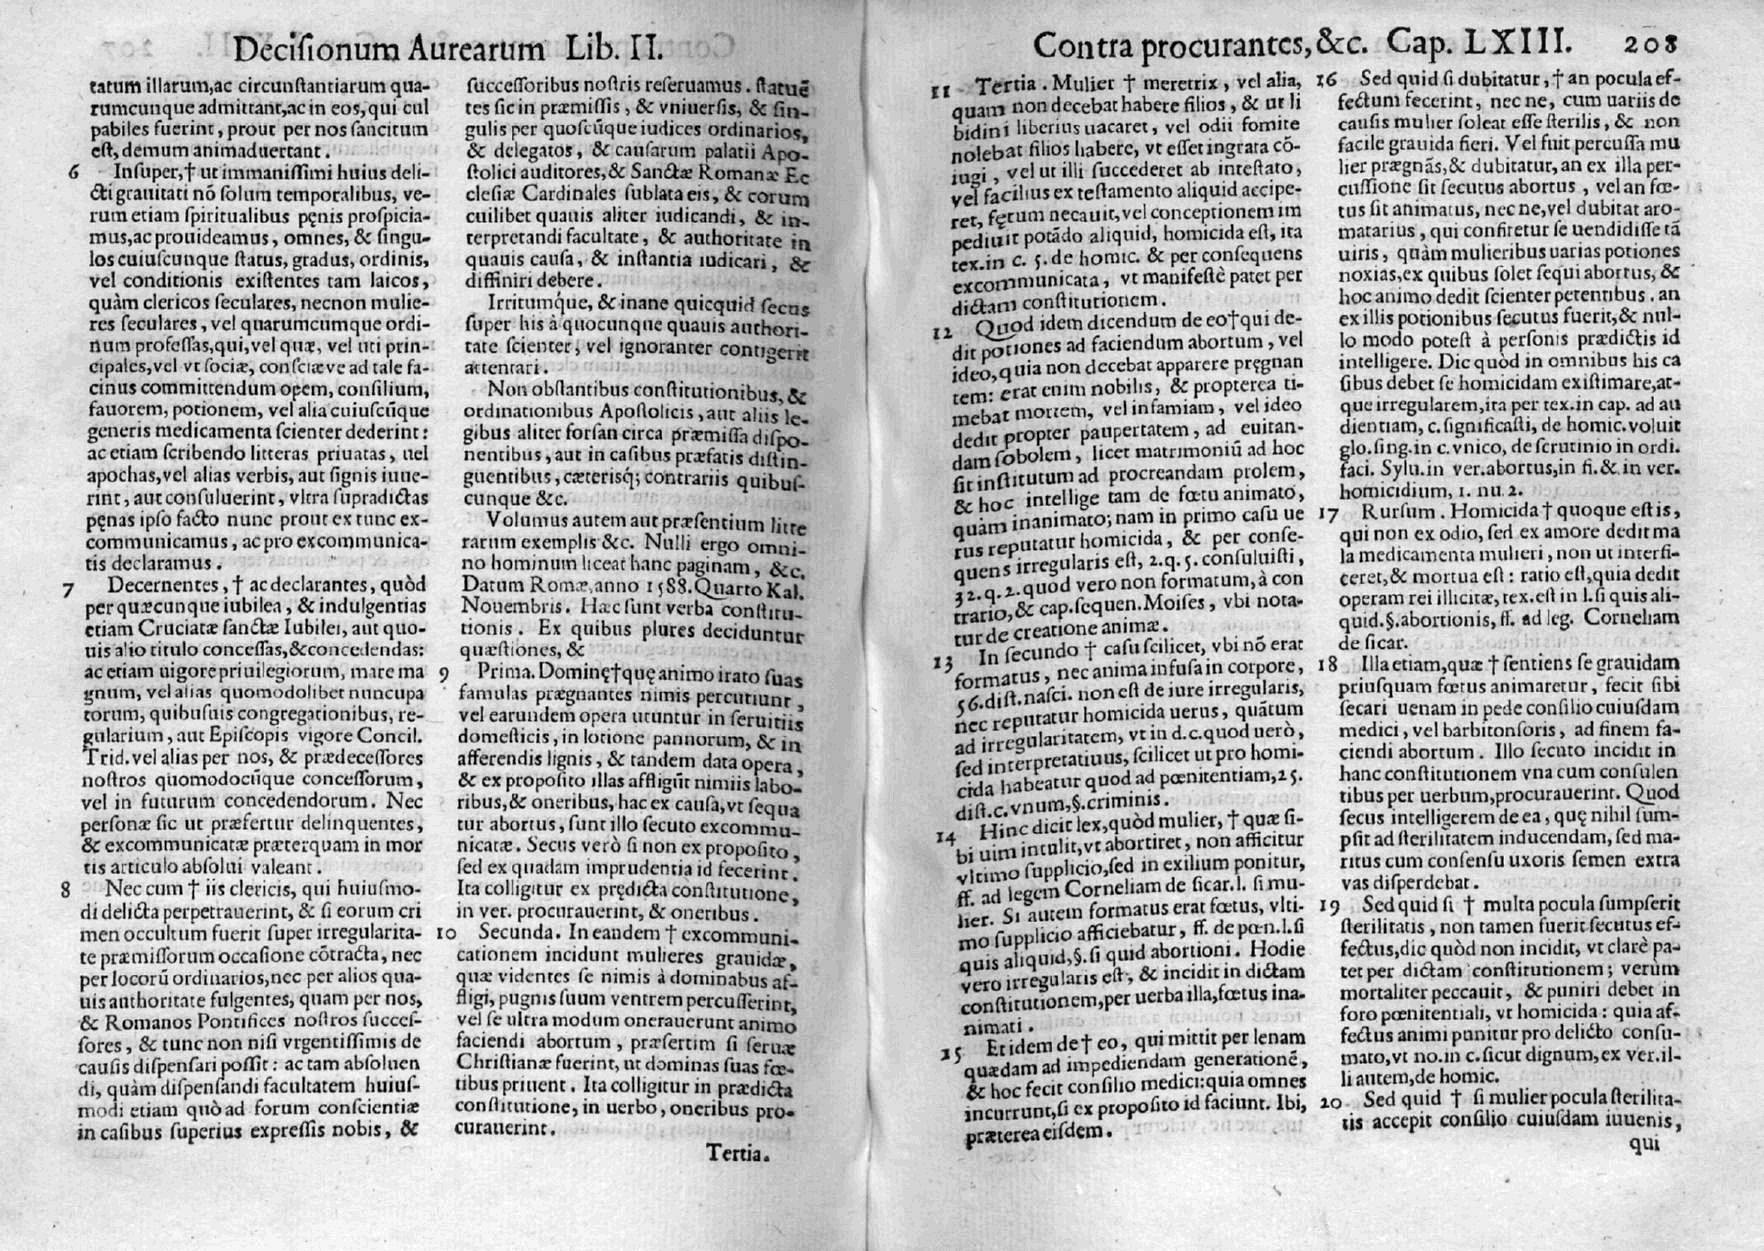 Decisionum Aurearum Lib. II.
tatum illarum,ac circunstantiarum qua-
rumcunque admittant,ac in eos,qui cul
pabiles fuerint, prout per nos sancitum
est, demum animaduertant.
6 Insuper,† ut immanissimi huius deli-
cti grauitati nõ solum temporalibus, ve-
rum etiam spiritualibus pęnis prospicia-
mus,ac prouideamus, omnes, & singu-
los cuiuscunque status, gradus, ordinis,
vel conditionis existentes tam laicos,
quàm clericos seculares, necnon mulie-
res seculares, vel quarumcumque ordi-
num professas,qui,vel quæ, vel uti prin-
cipales,vel vt sociæ, consciæve ad tale fa-
cinus committendum opem, consilium,
fauorem, potionem, vel alia cuiuscũque
generis medicamenta scienter dederint:
ac etiam scribendo litteras priuatas, uel
apochas,vel alias verbis, aut signis iuue-
rint, aut consuluerint, vltra supradictas
pęnas ipso facto nunc prout ex tunc ex-
communicamus, ac pro excommunica-
tis declaramus.
7 Decernentes, † ac declarantes, quòd
per quæcunque iubilea, & indulgentias
etiam Cruciatæ sanctæ Iubilei, aut quo-
uis alio titulo concessas,&concedendas:
ac etiam uigore priuilegiorum, mare ma
gnum, vel alias quomodolibet nuncupa
torum, quibusuis congregationibus, re-
gularium, aut Episcopis vigore Concil.
Trid. vel alias per nos, & prædecessores
nostros quomodocũque concessorum,
vel in futurum concedendorum. Nec
personæ sic ut præfertur delinquentes,
& excommunicatæ præterquam in mor
tis articulo absolui valeant.
8 Nec cum † iis clericis, qui huiusmo-
di delicta perpetrauerint, & si eorum cri
men occultum fuerit super irregularita-
te præmissorum occasione cõtracta, nec
per locorũ ordinarios,nec per alios qua-
uis authoritate fulgentes, quam per nos,
& Romanos Pontifices nostros succes-
sores, & tunc non nisi vrgentissimis de
causis dispensari possit: ac tam absoluen
di, quàm dispensandi facultatem huius-
modi etiam quò ad forum conscientiæ
in casibus superius expressis nobis, &
successoribus nostris reseruamus. statuẽ
tes sic in præmissis, & vniuersis, & sin-
gulis per quoscũque iudices ordinarios,
& delegatos, & causarum palatii Apo-
stolici auditores,& Sanctæ Romanæ Ec
clesiæ Cardinales sublata eis, & corum
cuilibet quauis aliter iudicandi, & in-
terpretandi facultate, & authoritate in
quauis causa, & instantia iudicari, &
diffiniri debere.
Irritumq́ue, & inane quicquid secus
super his à quocunque quauis authori-
tate scienter, vel ignoranter contigerit
attentari.
Non obstantibus constitutionibus, &
ordinationibus Apostolicis, aut aliis le-
gibus aliter forsan circa præmissa dispo-
nentibus, aut in casibus præfatis distin-
guentibus, cæterisq́; contrariis quibus-
cunque &c.
Volumus autem aut præsentium litte
rarum exemplis &c. Nulli ergo omni-
no hominum liceat hanc paginam, &c.
Datum Romæ,anno 1588. Quarto Kal.
Nouembris. Hæc sunt verba constitu-
tionis. Ex quibus plures deciduntur
quæstiones, &
9 Prima. Dominę†quę animo irato suas
famulas prægnantes nimis percutiunt,
vel earundem opera utuntur in seruitiis
domesticis, in lotione pannorum, & in
afferendis lignis, & tandem data opera,
& ex proposito illas affligũt nimiis labo-
ribus,& oneribus, hac ex causa,vt sequa
tur abortus, sunt illo secuto excommu-
nicatæ. Secus verò si non ex proposito,
sed ex quadam imprudentia id fecerint.
Ita colligitur ex prędicta constitutione,
in ver. procurauerint, & oneribus.
10 Secunda. In eandem † excommuni-
cationem incidunt mulieres grauidæ,
quæ videntes se nimis à dominabus af-
fligi, pugnis suum ventrem percusserint,
vel se ultra modum onerauerunt animo
faciendi abortum, præsertim si seruæ
Christianæ fuerint, ut dominas suas fœ-
tibus priuent. Ita colligitur in prædicta
constitutione, in uerbo, oneribus pro-
curauerint.
Tertia.
Contra procurantes, &c. Cap. LXIII. 208
11 Tertia. Mulier † meretrix, vel alia,
quam non decebat habere filios, & ut li
bidini liberius uacaret, vel odii fomite
nolebat filios habere, vt esset ingrata cõ-
iugi, vel ut illi succederet ab intestato,
vel facilius ex testamento aliquid accipe-
ret, fętum necauit,vel conceptionem im
pediuit potãdo aliquid, homicida est, ita
tex.in c. 5. de homic. & per consequens
excommunicata, vt manifestè patet per
dictam constitutionem.
12 Quod idem dicendum de eo†qui de-
dit potiones ad faciendum abortum, vel
ideo, quia non decebat apparere pręgnan
tem: erat enim nobilis, & propterea ti-
mebat mortem, vel infamiam, vel ideo
dedit propter paupertatem, ad euitan-
dam sobolem, licet matrimoniũ ad hoc
sit institutum ad procreandam prolem,
& hoc intellige tam de fœtu animato,
quàm inanimato; nam in primo casu ue
rus reputatur homicida, & per conse-
quens irregularis est, 2.q. 5. consuluisti,
32.q.2.quod vero non formatum,à con
trario,& cap.sequen.Moises, vbi nota-
tur de creatione animæ.
13 In secundo † casu scilicet, vbi nõ erat
formatus, nec anima infusa in corpore,
56.dist.nasci. non est de iure irregularis,
nec reputatur homicida uerus, quãtum
ad irregularitatem, vt in d.c.quod uerò,
sed interpretatiuus, scilicet ut pro homi-
cida habeatur quod ad pœnitentiam,25.
dist.c.vnum,§.criminis.
14 Hinc dicit lex,quòd mulier, † quæ si-
bi uim intulit,vt abortiret, non afficitur
vltimo supplicio,sed in exilium ponitur,
ff. ad legem Corneliam de sicar.l. si mu-
lier. Si autem formatus erat fœtus, vlti-
mo supplicio afficiebatur, ff. de pœn.l.si
quis aliquid,§.si quid abortioni. Hodie
vero irregularis est, & incidit in dictam
constitutionem,per uerba illa,fœtus ina-
nimati.
15 Et idem de † eo, qui mittit per lenam
quædam ad impediendam generationẽ,
& hoc fecit consilio medici:quia omnes
incurrunt,si ex proposito id faciunt. Ibi,
præterea eisdem.
16 Sed quid si dubitatur, † an pocula ef-
fectum fecerint, nec ne, cum uariis de
causis mulier soleat esse sterilis, & non
facile grauida fieri. Vel fuit percussa mu
lier prægnãs,& dubitatur, an ex illa per-
cussione sit secutus abortus, vel an fœ-
tus sit animatus, nec ne,vel dubitat aro-
matarius, qui confitetur se uendidisse tã
uiris, quàm mulieribus uarias potiones
noxias,ex quibus solet sequi abortus, &
hoc animo dedit scienter petentibus. an
ex illis potionibus secutus fuerit,& nul-
lo modo potest à personis prædictis id
intelligere. Dic quòd in omnibus his ca
sibus debet se homicidam existimare,at-
que irregularem,ita per tex.in cap. ad au
dientiam, c.significasti, de homic. voluit
glo.sing.in c.vnico, de scrutinio in ordi.
faci. Sylu.in ver.abortus,in fi.& in ver.
homicidium, 1. nu. 2.
17 Rursum. Homicida † quoque est is,
qui non ex odio, sed ex amore dedit ma
la medicamenta mulieri, non ut interfi-
ceret,& mortua est: ratio est,quia dedit
operam rei illicitæ, tex.est in l.si quis ali-
quid.§.abortionis, ff. ad leg. Corneliam
de sicar.
18 Illa etiam,quæ † sentiens se grauidam
priusquam fœtus animaretur, fecit sibi
secari uenam in pede consilio cuiusdam
medici, vel barbitonsoris, ad finem fa-
ciendi abortum. Illo secuto incidit in
hanc constitutionem vna cum consulen
tibus per uerbum,procurauerint. Quod
secus intelligerem de ea, quę nihil sum-
psit ad sterilitatem inducendam, sed ma-
ritus cum consensu uxoris semen extra
vas disperdebat.
19 Sed quid si † multa pocula sumpserit
sterilitatis, non tamen fuerit secutus ef-
fectus,dic quòd non incidit, vt clarè pa-
tet per dictam constitutionem; verum
mortaliter peccauit, & puniri debet in
foro pœnitentiali, vt homicida: quia af-
fectus animi punitur pro delicto consu-
mato,vt no.in c.sicut dignum,ex ver.il-
li autem,de homic.
20 Sed quid † si mulier pocula sterilita-
tis accepit consilio cuiusdam iuuenis,
qui